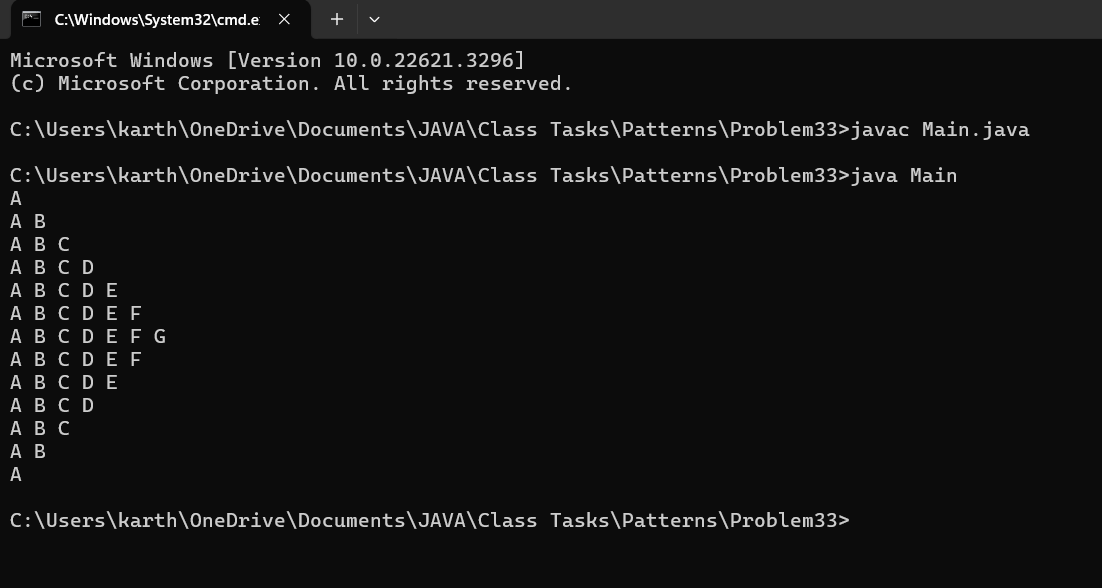 C:\Windows\System32\cmd.e
Microsoft Windows [Version 10.0.22621.3296]
(c) Microsoft Corporation. All rights reserved.
C:\Users\karth\OneDrive\Documents\JAVA\Class Tasks\Patterns\Problem33>javac Main.java
C:\Users\karth\OneDrive\Documents\JAVA\Class Tasks\Patterns\Problem33>java Main
A
A B
A B C
A B C D
A B C D E
A B C D E F
A B C D E F G
A B C D E F
A B C D E
A B C D
A B C
A B
A
C:\Users\karth\OneDrive\Documents\JAVA\Class Tasks\Patterns\Problem33>